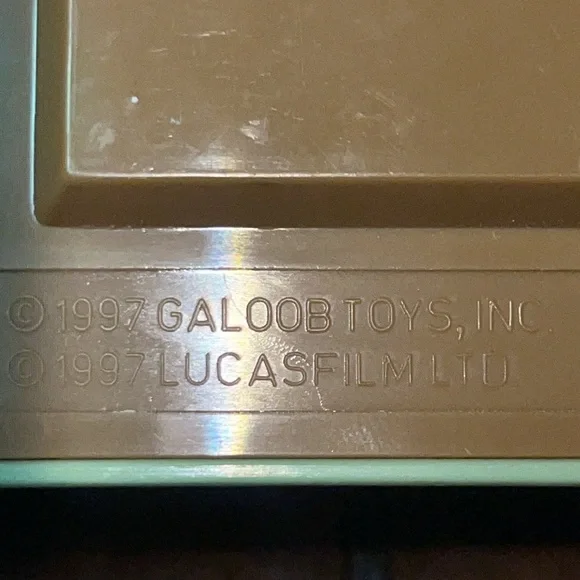 © 1997 GALOOB TOYS, INC.
© 1997 LUCASFILM LTD